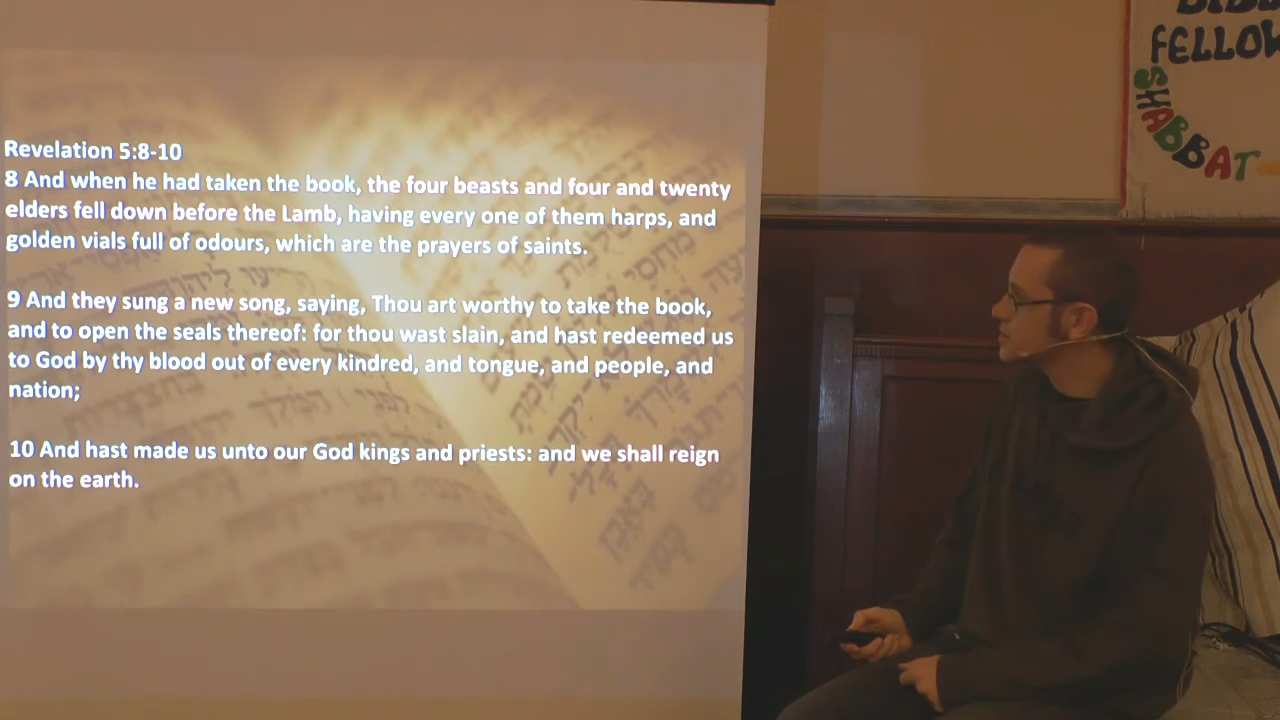 Revelation 5:8-10
8 And when he had taken the book, the four beasts and four and twenty
elders fell down before the Lamb, having every one of them harps, and
golden vials full of odours, which are the prayers of saints.
9 And they sung a new song, saying, Thou art worthy to take the book,
and to open the seals thereof: for thou wast slain, and hast redeemed us
to God by thy blood out of every kindred, and tongue, and people, and
nation;
10 And hast made us unto our God kings and priests: and we shall reign
on the earth.
FELLOW
SHABBAT